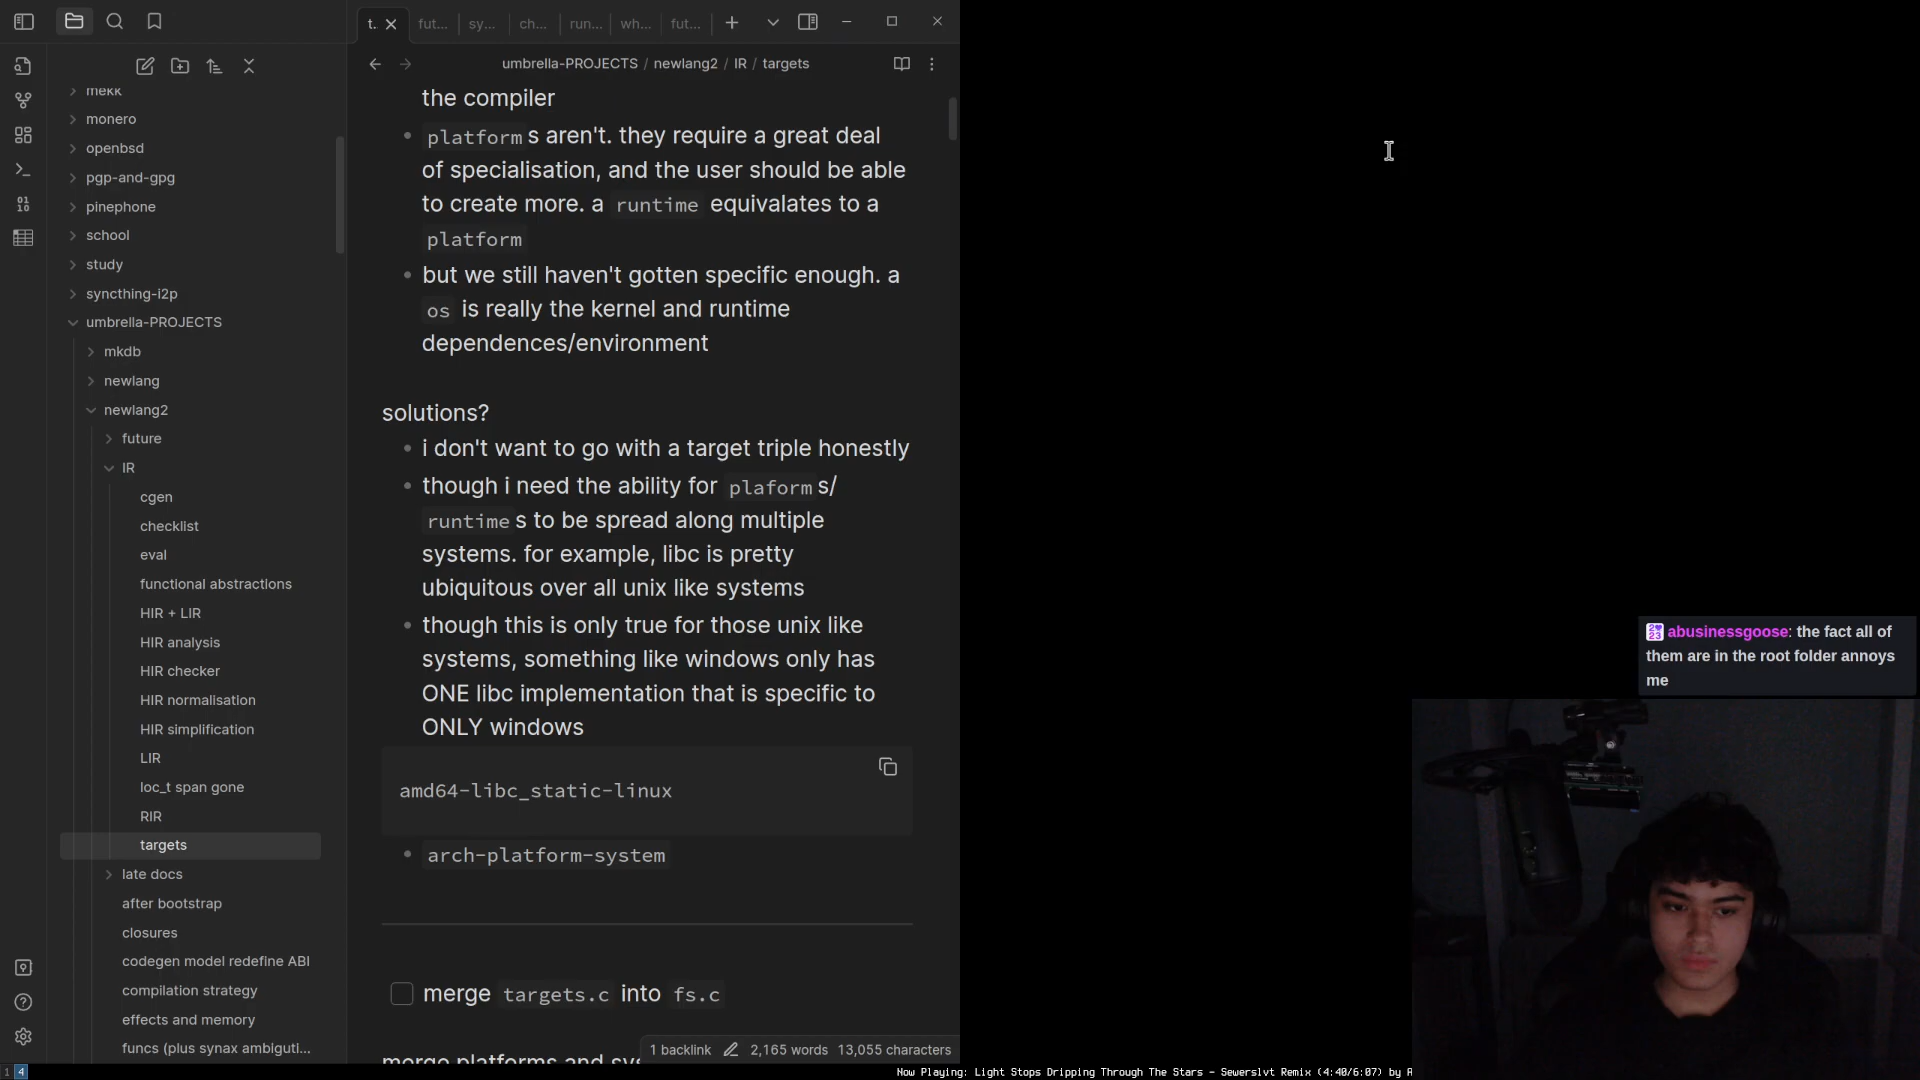 mekk
monero
openbsd
pgp-and-gpg
pinephone
school
study
syncthing-i2p
umbrella-PROJECTS
mkdb
newlang
newlang2
future
IR
cgen
checklist
eval
functional abstractions
HIR + LIR
HIR analysis
HIR checker
HIR normalisation
HIR simplification
LIR
loc_t span gone
RIR
targets
late docs
after bootstrap
closures
codegen model redefine ABI
compilation strategy
effects and memory
funcs (plus synax ambiguti...
t. fut... sy... ch... run... wh... fut...
umbrella-PROJECTS / newlang2 / IR / targets
the compiler
platforms aren't. they require a great deal
of specialisation, and the user should be able
to create more. a runtime equivalates to a
platform
but we still haven't gotten specific enough. a
os is really the kernel and runtime
dependences/environment
solutions?
i don't want to go with a target triple honestly
though i need the ability for plaforms/
runtimes to be spread along multiple
systems. for example, libc is pretty
ubiquitous over all unix like systems
though this is only true for those unix like
systems, something like windows only has
ONE libc implementation that is specific to
ONLY windows
amd64-libc_static-linux
arch-platform-system
merge targets.c into fs.c
merge platforms and sys
1 backlink 2,165 words 13,055 characters
abusinessgoose: the fact all of
them are in the root folder annoys
me
1 4
Now Playing: Light Stops Dripping Through The Stars - Sewerslvt Remix (4:40/6:07) by